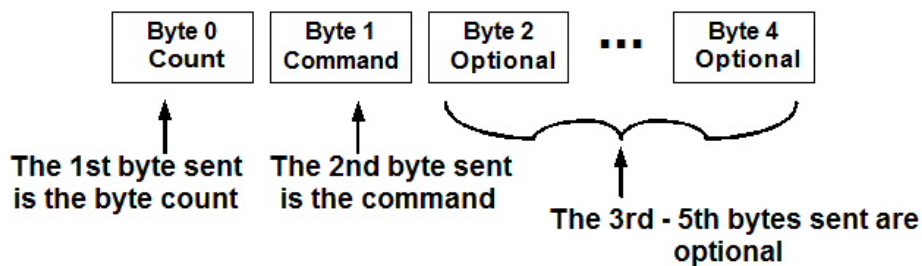 Byte 0
Count
Byte 1
Command
Byte 2
Optional
...
Byte 4
Optional
The 1st byte sent
is the byte count
The 2nd byte sent
is the command
The 3rd - 5th bytes sent are
optional